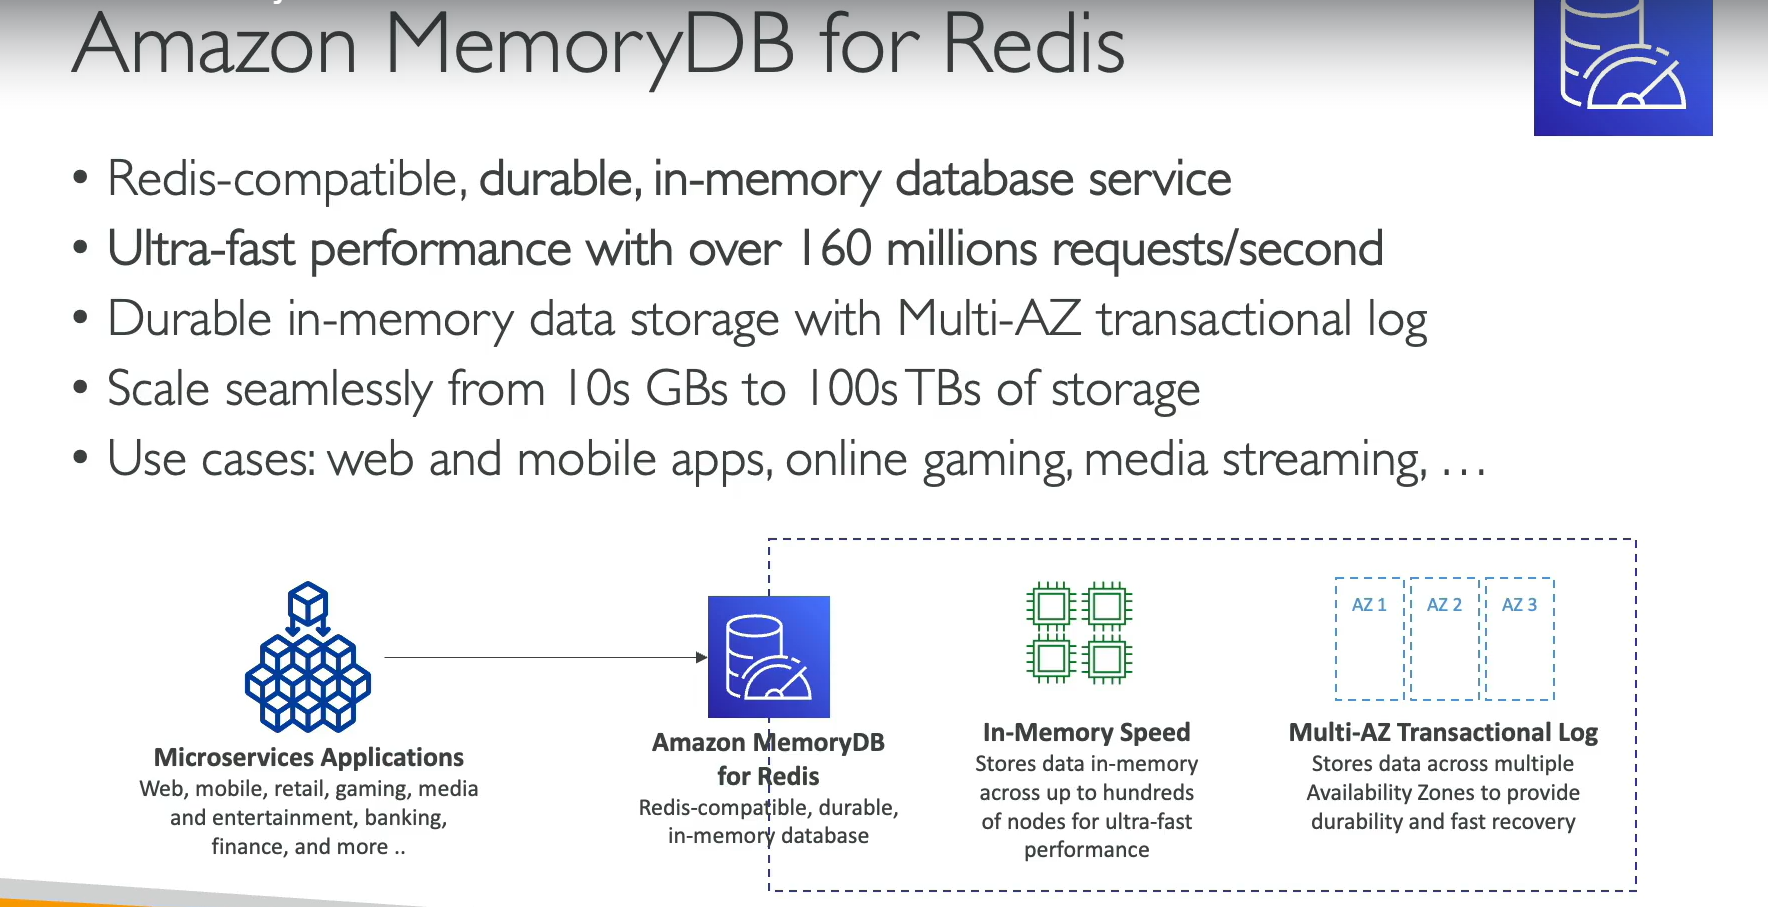 Amazon MemoryDB for Redis
• Redis-compatible, durable, in-memory database service
• Ultra-fast performance with over 160 millions requests/second
• Durable in-memory data storage with Multi-AZ transactional log
• Scale seamlessly from 10s GBs to 100s TBs of storage
• Use cases: web and mobile apps, online gaming, media streaming, …
Microservices Applications
Web, mobile, retail, gaming, media
and entertainment, banking,
finance, and more ..
Amazon MemoryDB
for Redis
Redis-compatible, durable,
in-memory database
In-Memory Speed
Stores data in-memory
across up to hundreds
of nodes for ultra-fast
performance
AZ 1
AZ 2
AZ 3
Multi-AZ Transactional Log
Stores data across multiple
Availability Zones to provide
durability and fast recovery